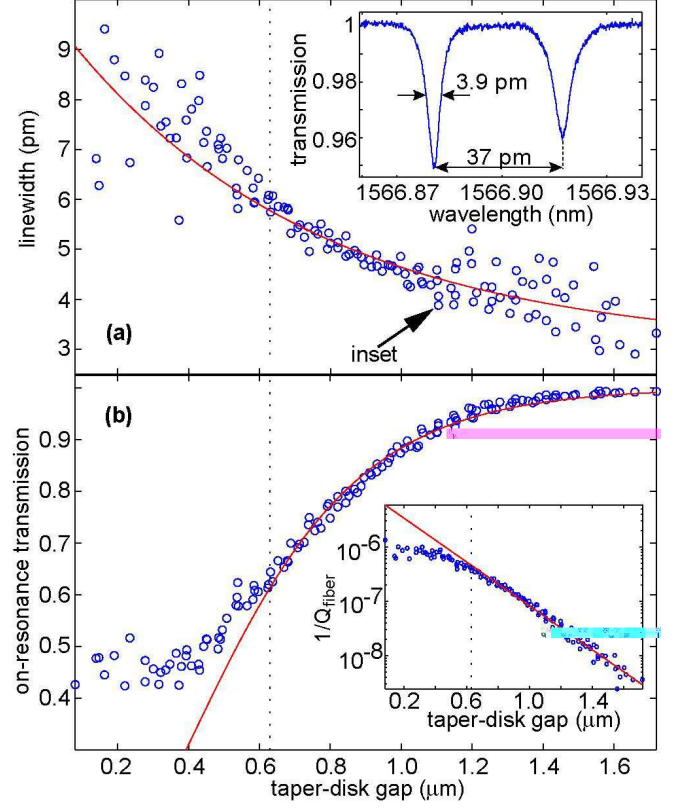 (a)
linewidth (pm)
9
8
7
6
5
4
3
inset
transmission
1
0.98
0.96
3.9 pm
37 pm
1566.87 1566.90 1566.93
wavelength (nm)
(b)
on-resonance transmission
0.9
0.8
0.7
0.6
0.5
0.4
1/Qfiber
10-6
10-7
10-8
0.2 0.6 1.0 1.4
taper-disk gap (μm)
0.2 0.4 0.6 0.8 1.0 1.2 1.4 1.6
taper-disk gap (μm)